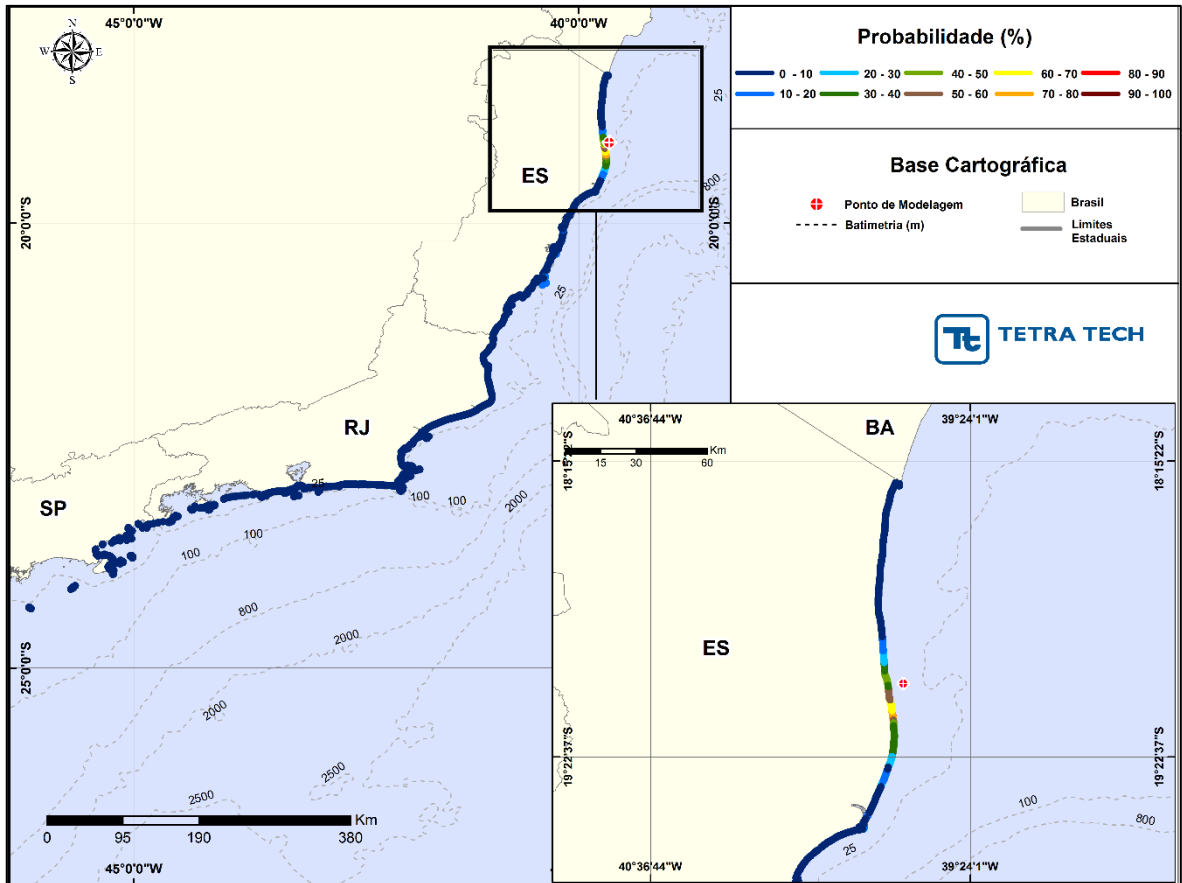 45°0'0"W
40°0'0"W
N
W
E
S
25
ES
800
20°0'0"S
20°0'0"S
25
RJ
25
100
100
2000
SP
100
100
800
2000
25°0'0"S
2000
2500
2500
Km
0
95
190
380
45°0'0"W
Probabilidade (%)
0 - 10
20 - 30
40 - 50
60 - 70
80 - 90
10 - 20
30 - 40
50 - 60
70 - 80
90 - 100
Base Cartográfica
Ponto de Modelagem
Brasil
Batimetria (m)
Limites
Estaduais
Tt
TETRA TECH
40°36'44"W
39°24'1"W
BA
Km
15
30
60
18°15'22"S
18°15'22"S
ES
19°22'37"S
19°22'37"S
100
800
25
40°36'44"W
39°24'1"W